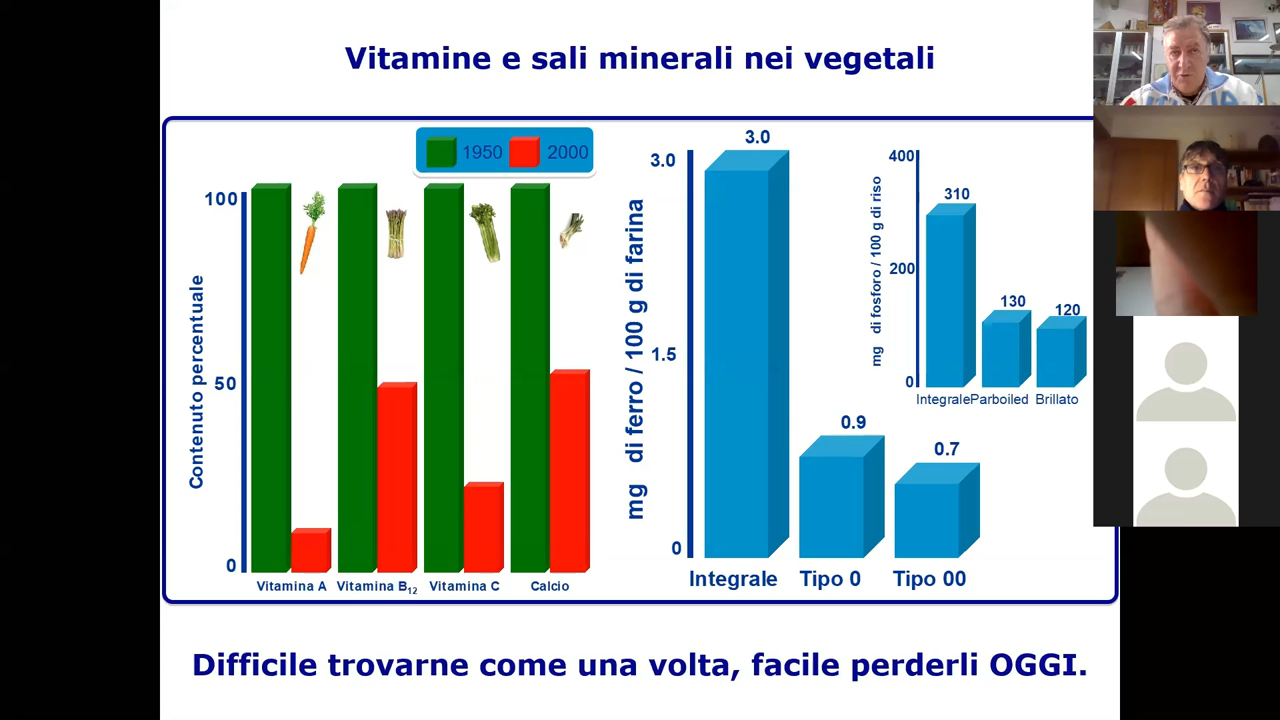 Vitamine e sali minerali nei vegetali
1950 2000
Contenuto percentuale
100
50
0
Vitamina A Vitamina B12 Vitamina C Calcio
mg di ferro / 100 g di farina
3.0
1.5
0
3.0
0.9
0.7
Integrale Tipo 0 Tipo 00
mg di fosforo / 100 g di riso
400
200
0
310
130
120
Integrale Parboiled Brillato
Difficile trovarne come una volta, facile perderli OGGI.